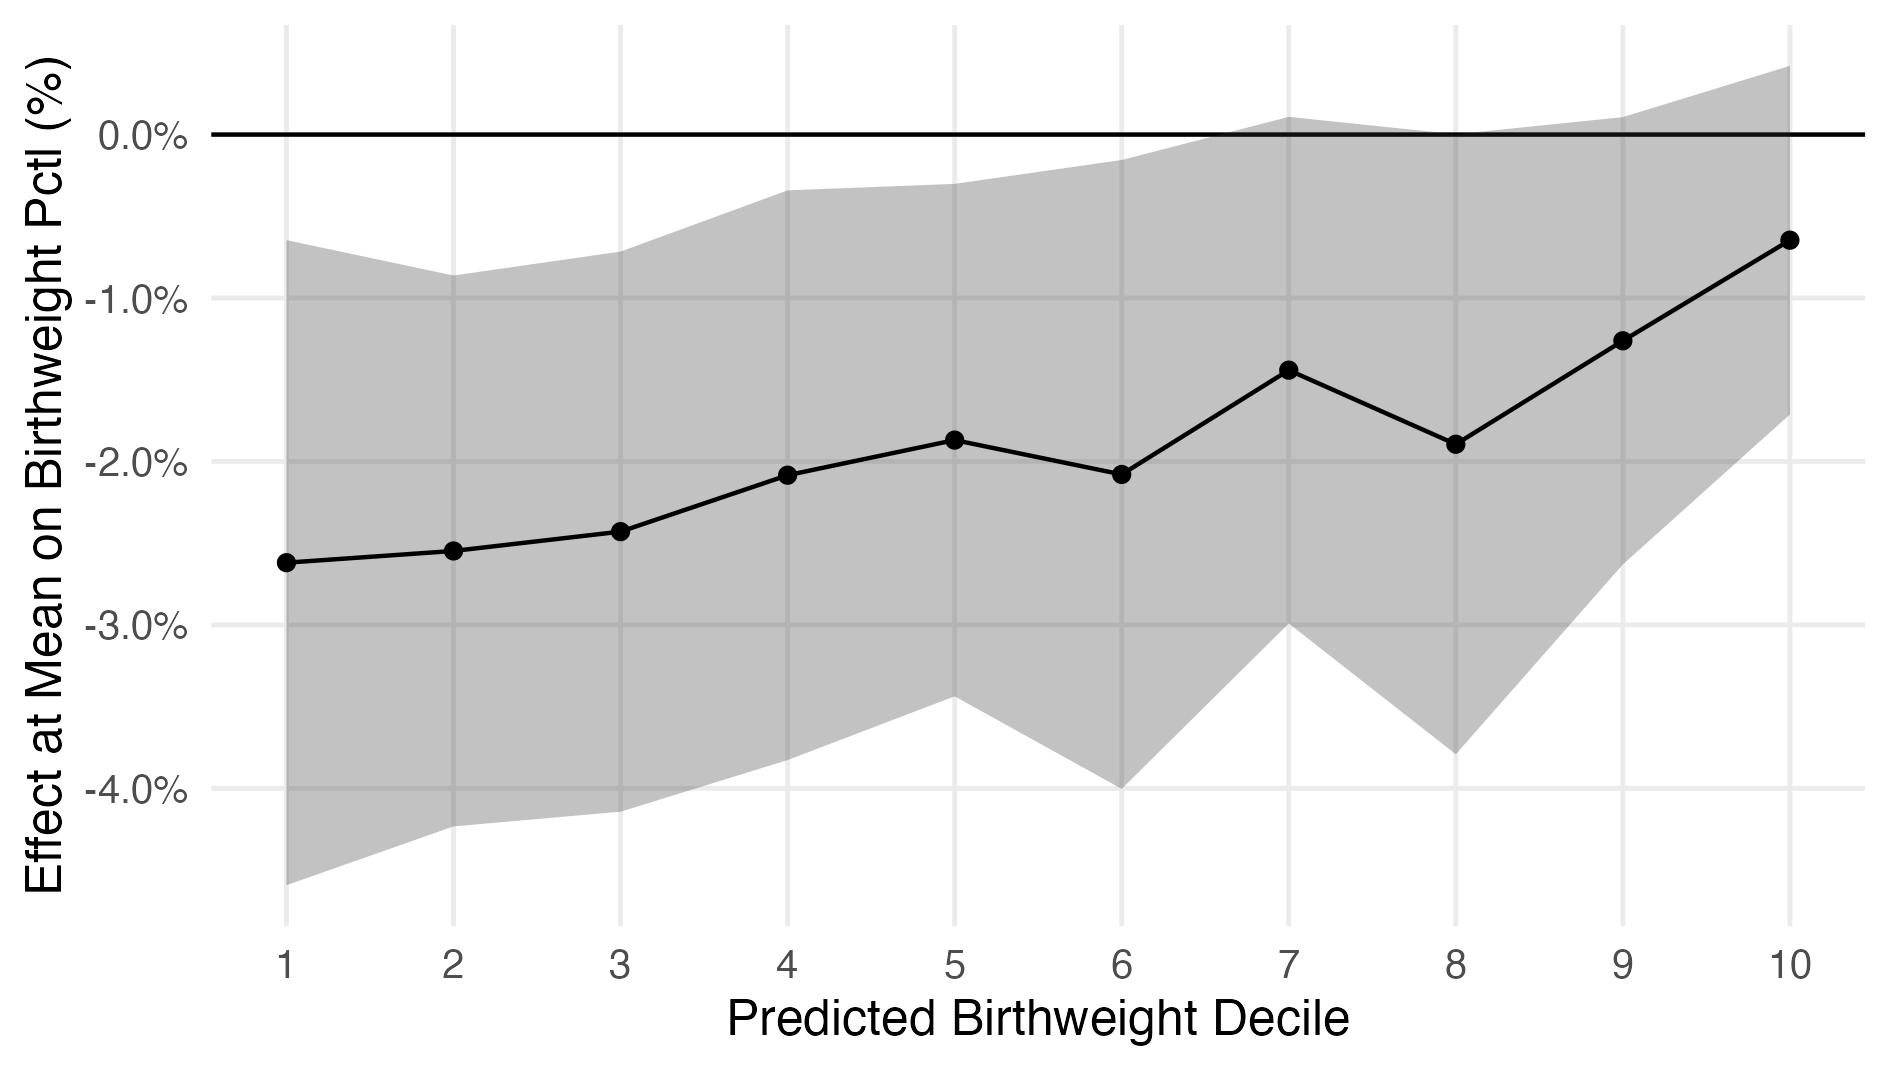 Effect at Mean on Birthweight Pctl (%)
0.0%
-1.0%
-2.0%
-3.0%
-4.0%
1 2 3 4 5 6 7 8 9 10
Predicted Birthweight Decile